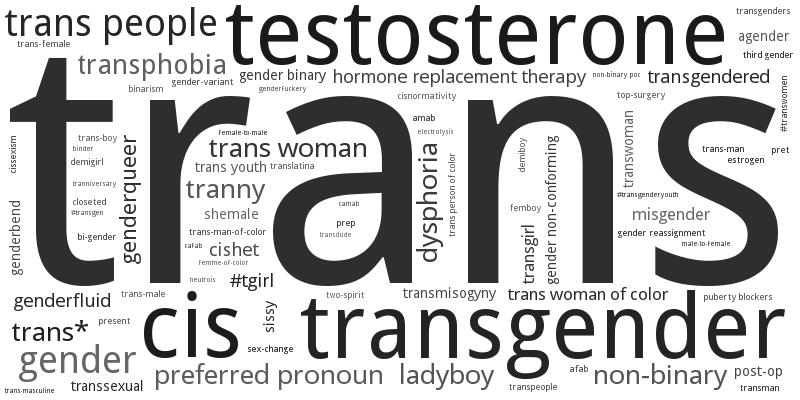 trans people
testosterone
transgenders
trans-female
agender
third gender
transphobia
gender binary
hormone replacement therapy
non-binary poc
transgendered
binarism
gender-variant
genderfuckery
cisnormativity
top-surgery
#transwomen
trans
cissexism
trans-boy
binder
demigirl
tranniversary
closeted
#transgen
bi-gender
genderbend
genderqueer
Female-to-male
trans woman
trans youth
translatina
tranny
shemale
trans-man-of-color
cafab
cishet
Femme-of-color
neutrois
#tgirl
amab
electrolysis
camab
prep
transdude
dysphoria
trans person of color
demiboy
femboy
transgirl
gender non-conforming
transwoman
trans-man
pret
estrogen
#transgenderyouth
misgender
gender reassignment
male-to-Female
genderfluid
trans-male
two-spirit
transmisogyny
trans woman of color
puberty blockers
trans*
present
cis
sissy
sex-change
transgender
gender
trans-masculine
transsexual
preferred pronoun
ladyboy
transpeople
afab
non-binary
post-op
transman